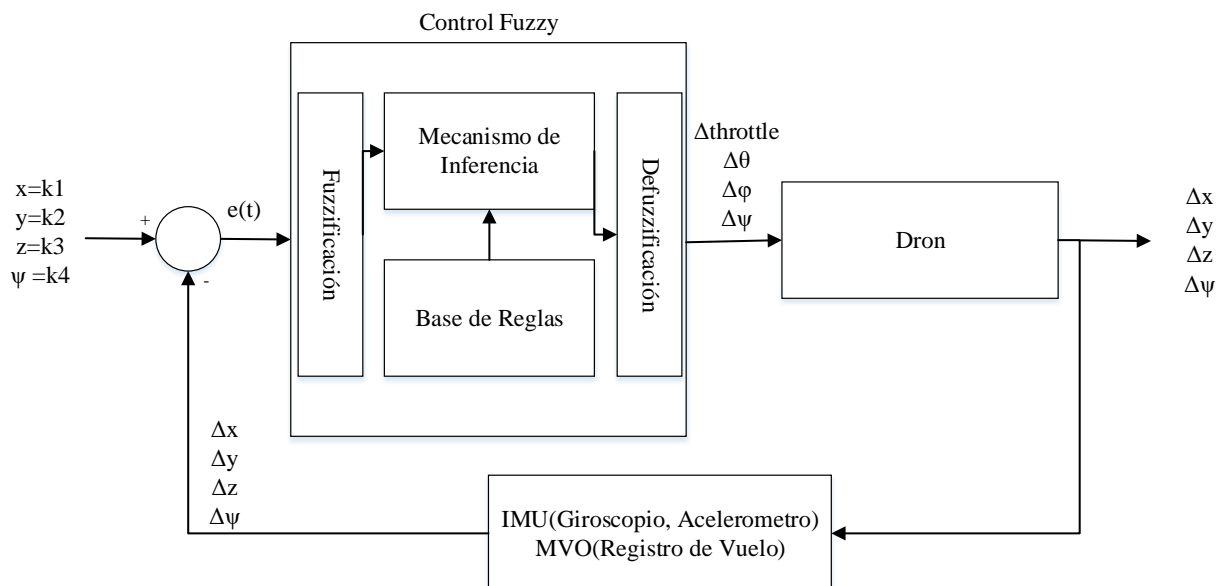 Control Fuzzy
x=k1
y=k2
z=k3
ψ =k4
+
-
e(t)
Fuzzificación
Mecanismo de
Inferencia
Base de Reglas
Defuzzificación
Δthrottle
Δθ
Δφ
Δψ
Dron
Δx
Δy
Δz
Δψ
Δx
Δy
Δz
Δψ
IMU(Giroscopio, Acelerometro)
MVO(Registro de Vuelo)